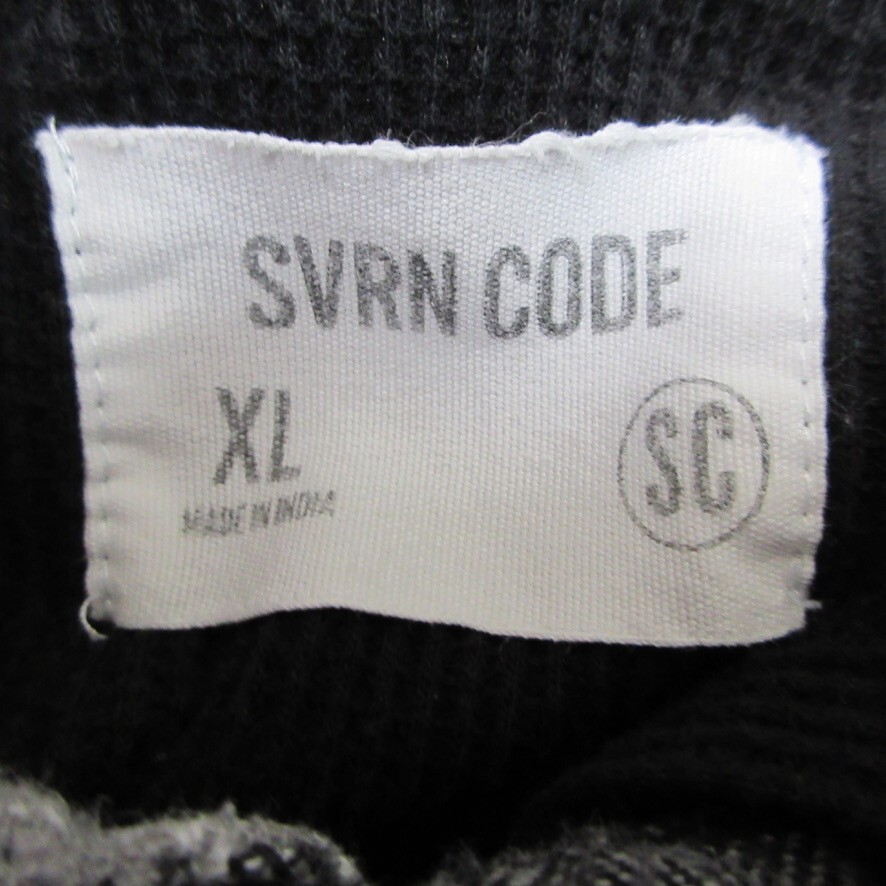 SVRN CODE
XL
MADE IN INDIA
SC